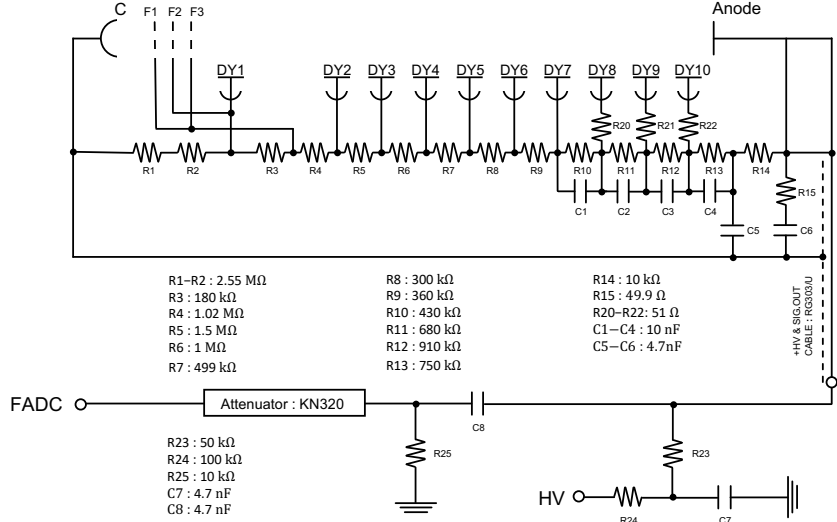 C F1 F2 F3 Anode
DY1 DY2 DY3 DY4 DY5 DY6 DY7 DY8 DY9 DY10
R20 R21 R22
R1 R2 R3 R4 R5 R6 R7 R8 R9 R10 R11 R12 R13 R14
R15
C1 C2 C3 C4
C5 C6
R1–R2 : 2.55 MΩ
R3 : 180 kΩ
R4 : 1.02 MΩ
R5 : 1.5 MΩ
R6 : 1 MΩ
R7 : 499 kΩ
R8 : 300 kΩ
R9 : 360 kΩ
R10 : 430 kΩ
R11 : 680 kΩ
R12 : 910 kΩ
R13 : 750 kΩ
R14 : 10 kΩ
R15 : 49.9 Ω
R20–R22: 51 Ω
C1−C4 : 10 nF
C5−C6 : 4.7nF
+HV & SIG.OUT
CABLE : RG303/U
FADC
Attenuator : KN320
C8
R25
R23
R23 : 50 kΩ
R24 : 100 kΩ
R25 : 10 kΩ
C7 : 4.7 nF
C8 : 4.7 nF
HV
R24
C7